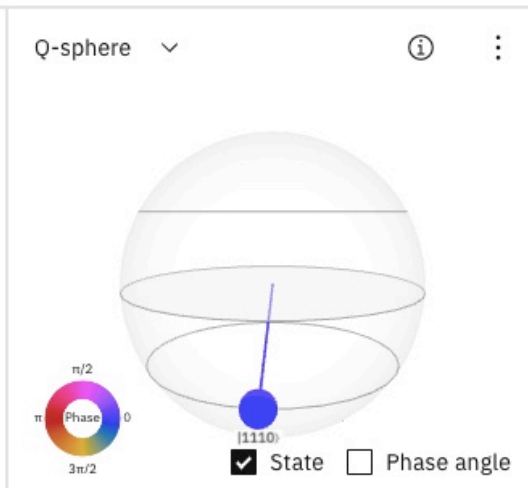 Q-sphere
π/2
π Phase 0
3π/2
|1110⟩
State Phase angle